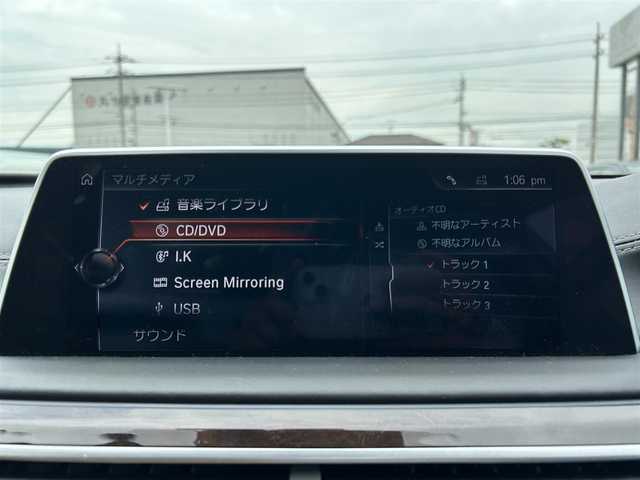 マルチメディア
1:06 pm
音楽ライブラリ
CD/DVD
I.K
Screen Mirroring
USB
サウンド
オーディオCD
不明なアーティスト
不明なアルバム
トラック 1
トラック 2
トラック 3